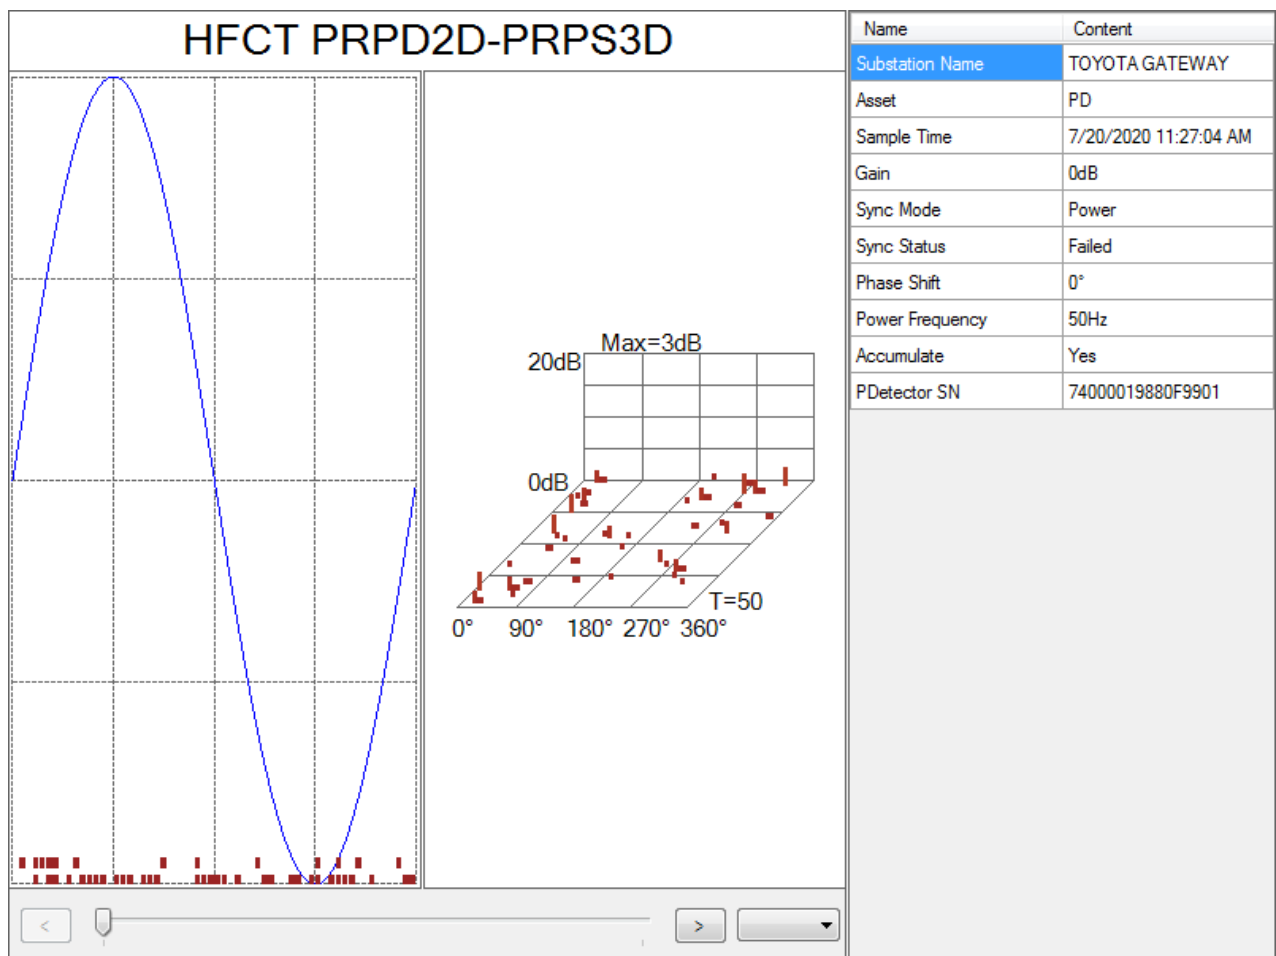 HFCT PRPD2D-PRPS3D
Max=3dB
20dB
0dB
T=50
0° 90° 180° 270° 360°
<
>
Name Content
Substation Name TOYOTA GATEWAY
Asset PD
Sample Time 7/20/2020 11:27:04 AM
Gain 0dB
Sync Mode Power
Sync Status Failed
Phase Shift 0°
Power Frequency 50Hz
Accumulate Yes
PDetector SN 74000019880F9901